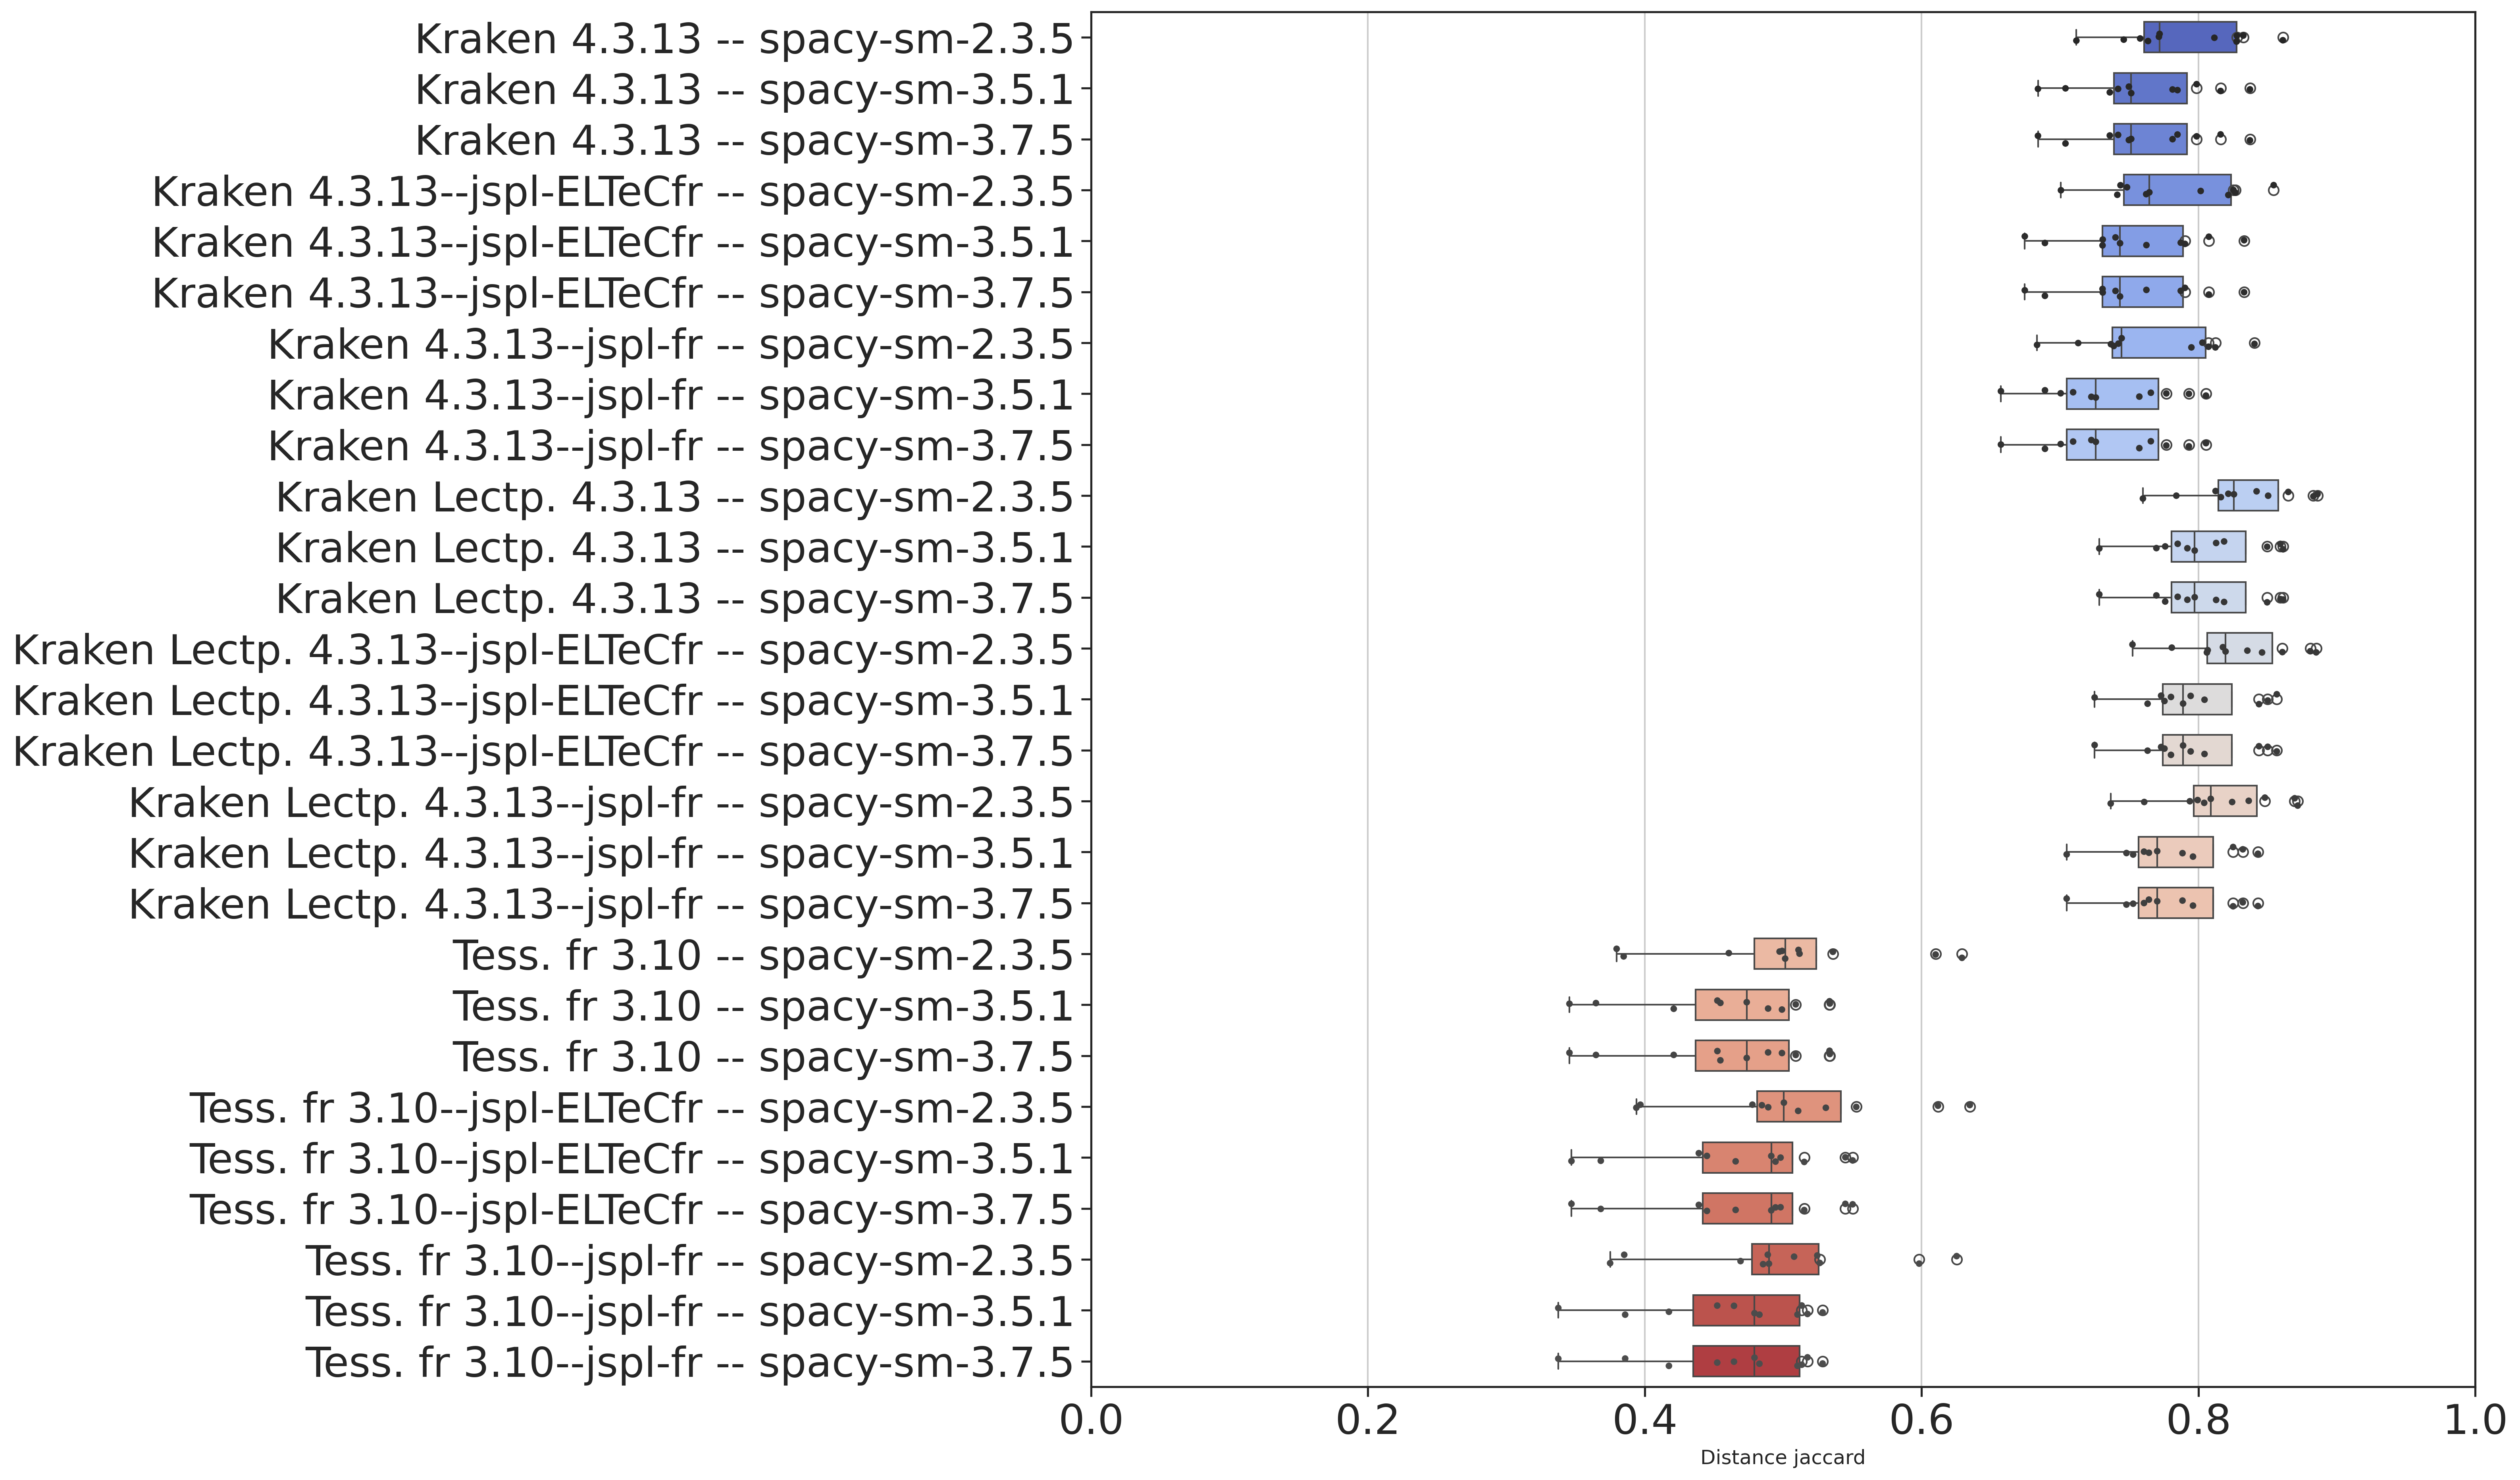 Kraken 4.3.13 -- spacy-sm-2.3.5
Kraken 4.3.13 -- spacy-sm-3.5.1
Kraken 4.3.13 -- spacy-sm-3.7.5
Kraken 4.3.13--jspl-ELTeCfr -- spacy-sm-2.3.5
Kraken 4.3.13--jspl-ELTeCfr -- spacy-sm-3.5.1
Kraken 4.3.13--jspl-ELTeCfr -- spacy-sm-3.7.5
Kraken 4.3.13--jspl-fr -- spacy-sm-2.3.5
Kraken 4.3.13--jspl-fr -- spacy-sm-3.5.1
Kraken 4.3.13--jspl-fr -- spacy-sm-3.7.5
Kraken Lectp. 4.3.13 -- spacy-sm-2.3.5
Kraken Lectp. 4.3.13 -- spacy-sm-3.5.1
Kraken Lectp. 4.3.13 -- spacy-sm-3.7.5
Kraken Lectp. 4.3.13--jspl-ELTeCfr -- spacy-sm-2.3.5
Kraken Lectp. 4.3.13--jspl-ELTeCfr -- spacy-sm-3.5.1
Kraken Lectp. 4.3.13--jspl-ELTeCfr -- spacy-sm-3.7.5
Kraken Lectp. 4.3.13--jspl-fr -- spacy-sm-2.3.5
Kraken Lectp. 4.3.13--jspl-fr -- spacy-sm-3.5.1
Kraken Lectp. 4.3.13--jspl-fr -- spacy-sm-3.7.5
Tess. fr 3.10 -- spacy-sm-2.3.5
Tess. fr 3.10 -- spacy-sm-3.5.1
Tess. fr 3.10 -- spacy-sm-3.7.5
Tess. fr 3.10--jspl-ELTeCfr -- spacy-sm-2.3.5
Tess. fr 3.10--jspl-ELTeCfr -- spacy-sm-3.5.1
Tess. fr 3.10--jspl-ELTeCfr -- spacy-sm-3.7.5
Tess. fr 3.10--jspl-fr -- spacy-sm-2.3.5
Tess. fr 3.10--jspl-fr -- spacy-sm-3.5.1
Tess. fr 3.10--jspl-fr -- spacy-sm-3.7.5
0.0 0.2 0.4 0.6 0.8 1.0
Distance jaccard